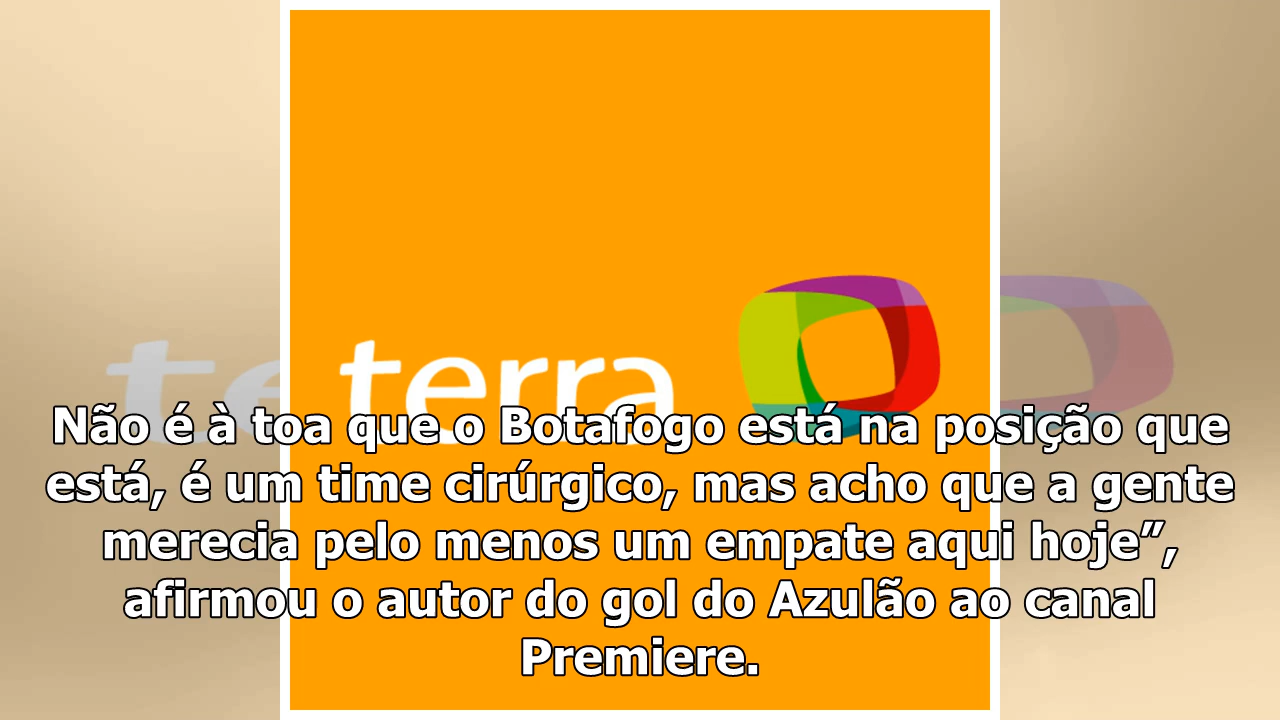 terra
Não é à toa que o Botafogo está na posição que
está, é um time cirúrgico, mas acho que a gente
merecia pelo menos um empate aqui hoje”,
afirmou o autor do gol do Azulão ao canal
Premiere.